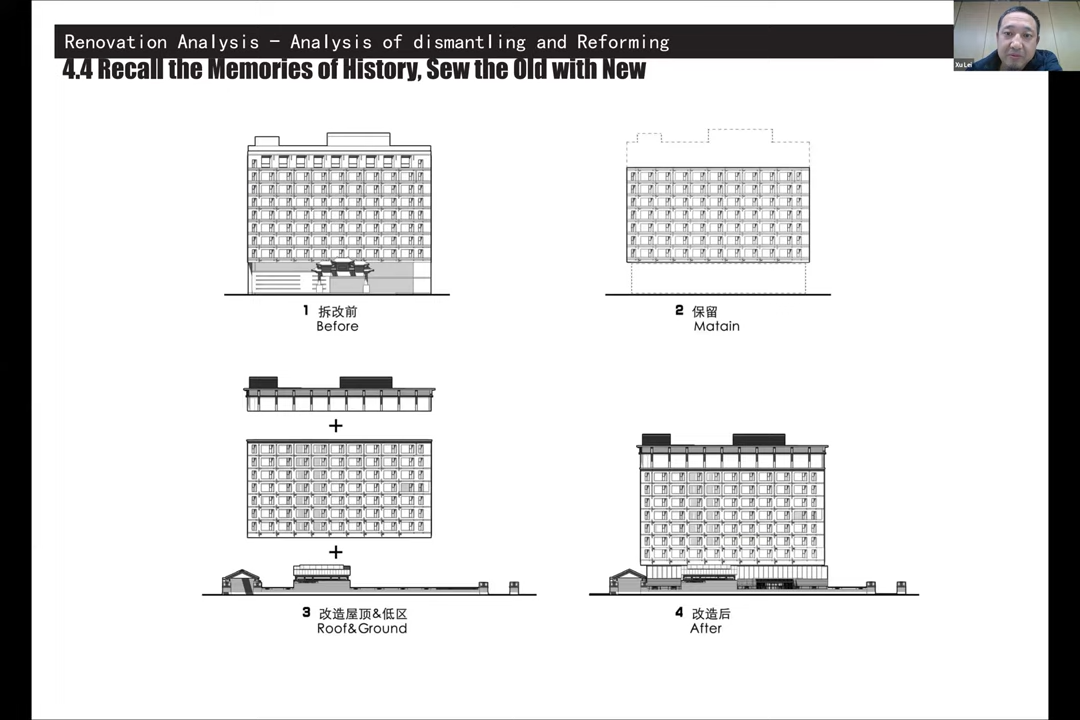 Renovation Analysis - Analysis of dismantling and Reforming
4.4 Recall the Memories of History, Sew the Old with New
Xu Lei
1 拆改前
Before
2 保留
Matain
3 改造屋顶&低区
Roof&Ground
4 改造后
After